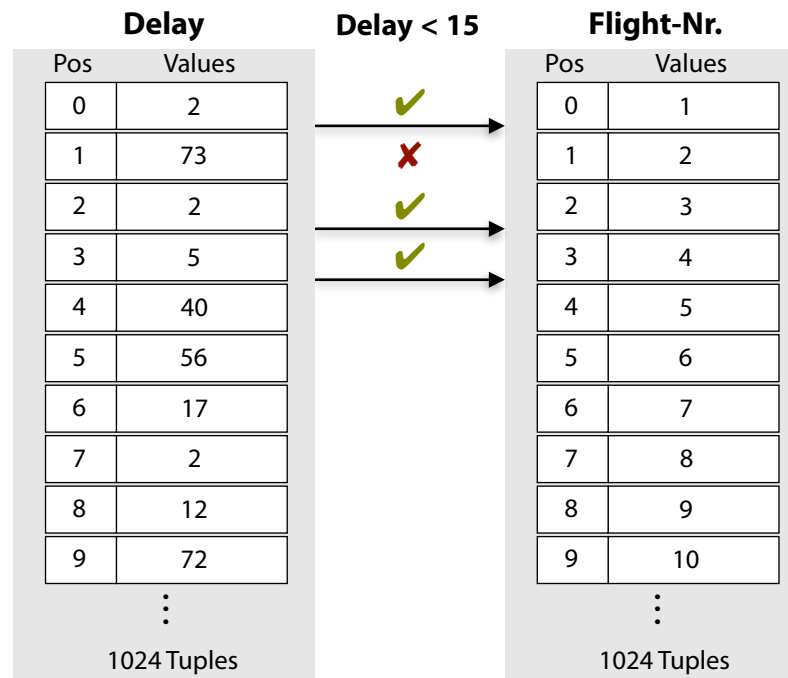 Delay Delay < 15 Flight-Nr.
Pos Values Pos Values
0 2 ✔ 0 1
1 73 ✘ 1 2
2 2 ✔ 2 3
3 5 ✔ 3 4
4 40 4 5
5 56 5 6
6 17 6 7
7 2 7 8
8 12 8 9
9 72 9 10
⋮ ⋮
1024 Tuples 1024 Tuples